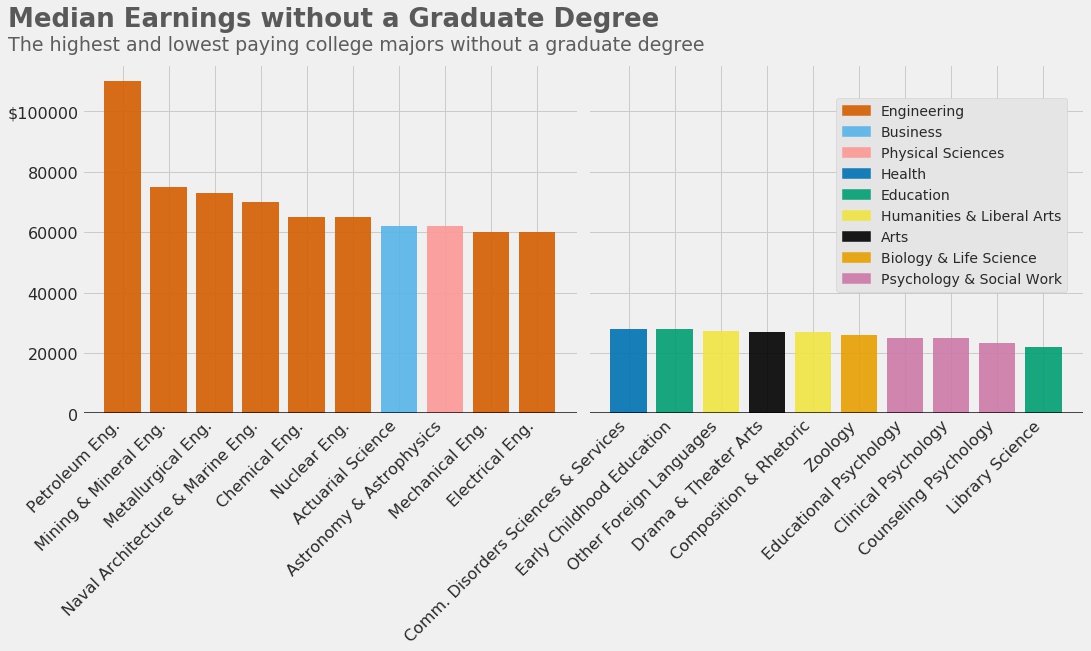 Median Earnings without a Graduate Degree
The highest and lowest paying college majors without a graduate degree
$100000
80000
60000
40000
20000
0
Engineering
Business
Physical Sciences
Health
Education
Humanities & Liberal Arts
Arts
Biology & Life Science
Psychology & Social Work
Petroleum Eng.
Mining & Mineral Eng.
Metallurgical Eng.
Naval Architecture & Marine Eng.
Chemical Eng.
Nuclear Eng.
Actuarial Science
Astronomy & Astrophysics
Mechanical Eng.
Electrical Eng.
Comm. Disorders Sciences & Services
Early Childhood Education
Other Foreign Languages
Drama & Theater Arts
Composition & Rhetoric
Zoology
Educational Psychology
Clinical Psychology
Counseling Psychology
Library Science